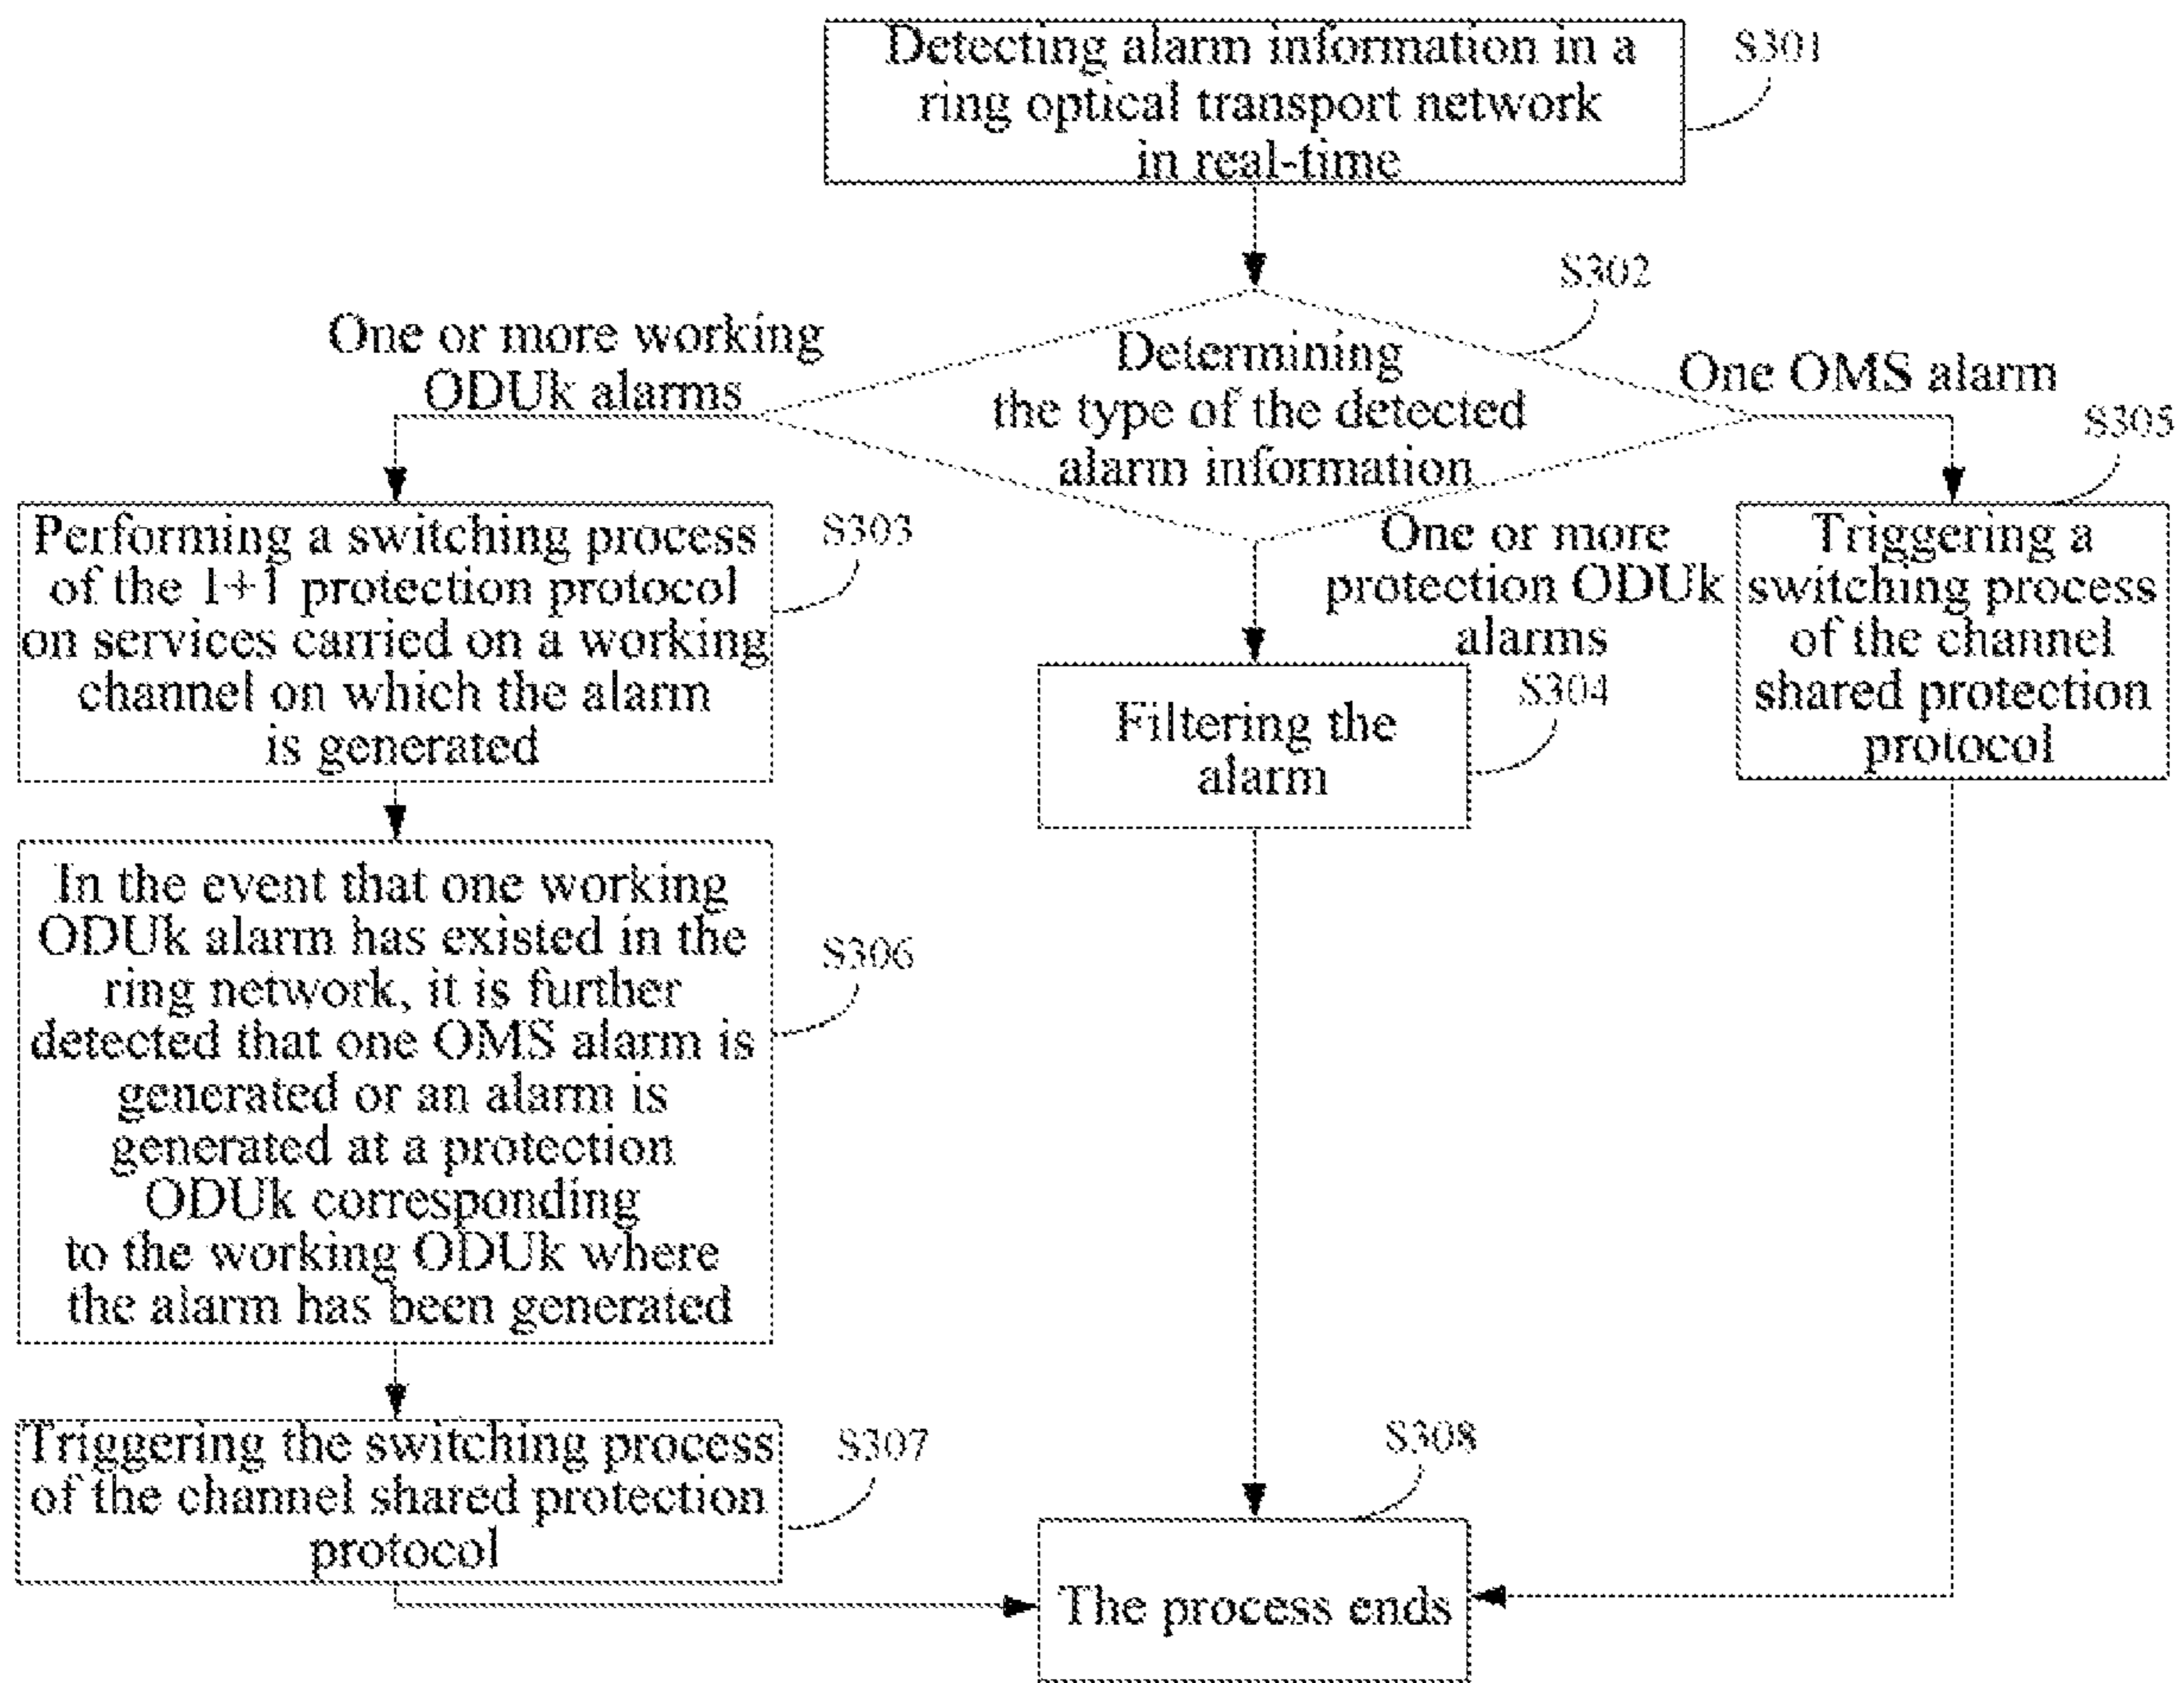 Detecting alarm information in a
ring optical transport network
in real-time
S301
S302
Determining
the type of the detected
alarm information
One or more working
ODUk alarms
One OMS alarm
S305
Performing a switching process
of the 1+1 protection protocol
on services carried on a working
channel on which the alarm
is generated
S303
One or more
protection ODUk
alarms
S304
Filtering the
alarm
Triggering a
switching process
of the channel
shared protection
protocol
In the event that one working
ODUk alarm has existed in the
ring network, it is further
detected that one OMS alarm is
generated or an alarm is
generated at a protection
ODUk corresponding
to the working ODUk where
the alarm has been generated
S306
Triggering the switching process
of the channel shared protection
protocol
S307
S308
The process ends